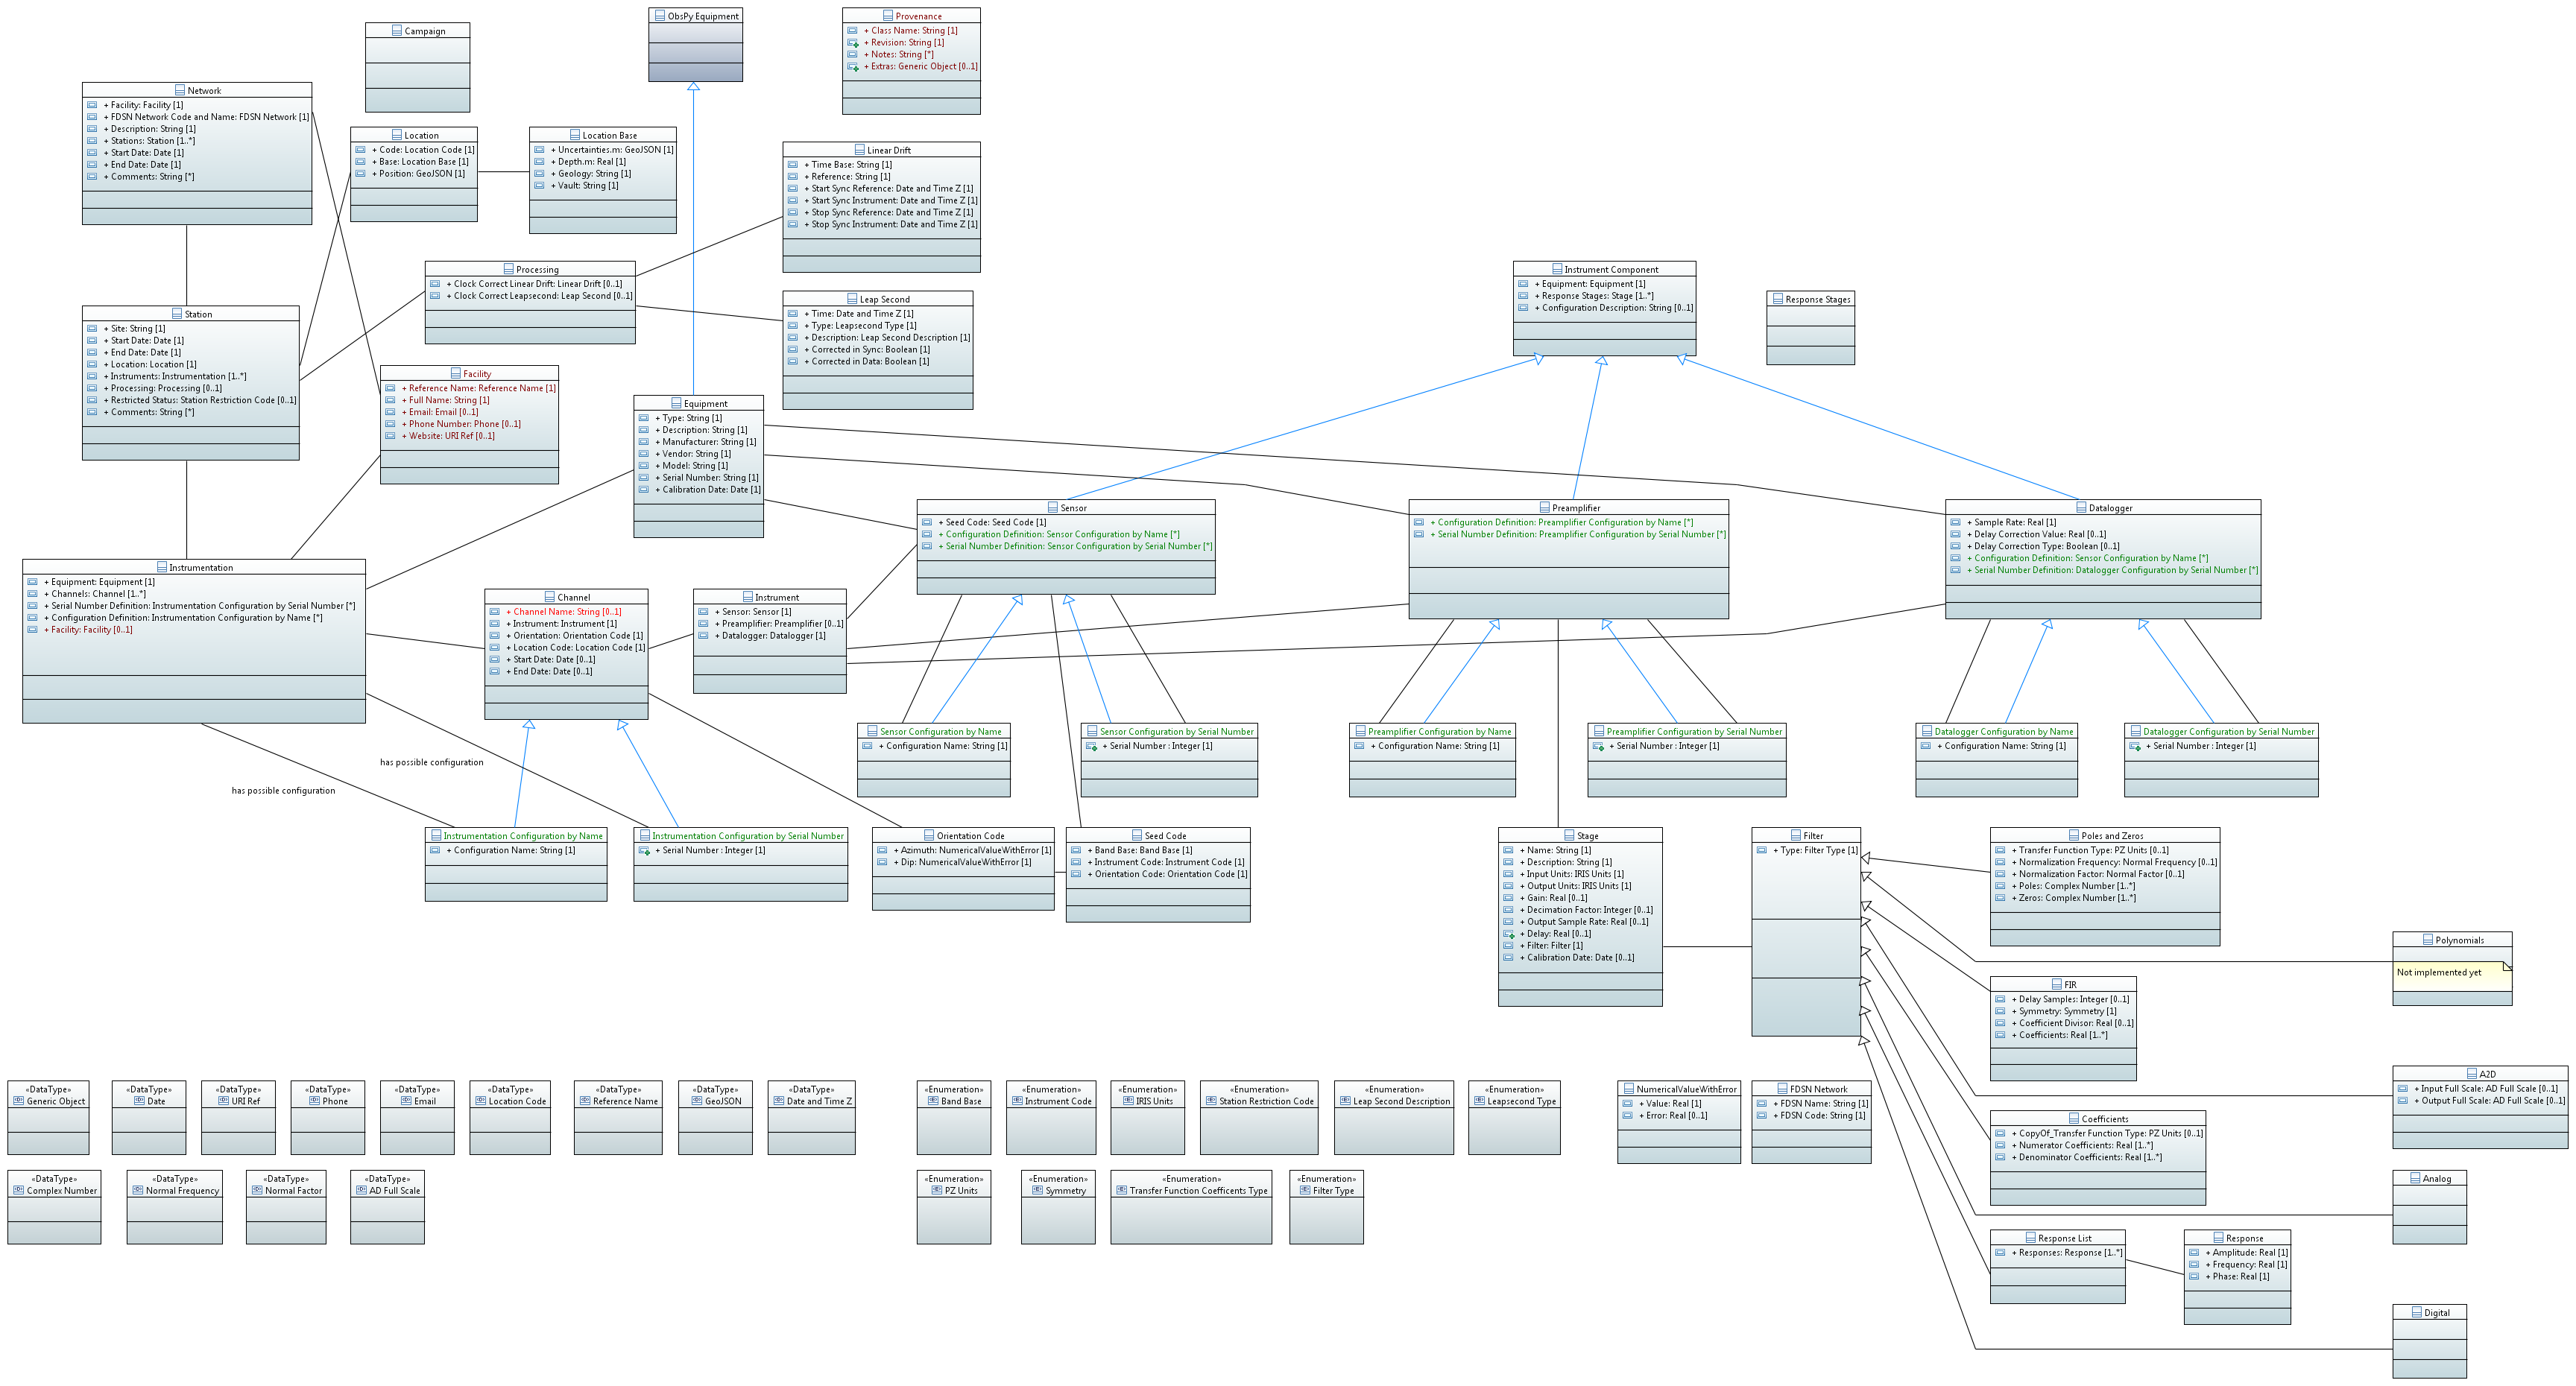 Campaign
ObsPy Equipment
Provenance
+ Class Name: String [1]
+ Revision: String [1]
+ Notes: String [*]
+ Extras: Generic Object [0..1]
Network
+ Facility: Facility [1]
+ FDSN Network Code and Name: FDSN Network [1]
+ Description: String [1]
+ Stations: Station [1..*]
+ Start Date: Date [1]
+ End Date: Date [1]
+ Comments: String [*]
Location
+ Code: Location Code [1]
+ Base: Location Base [1]
+ Position: GeoJSON [1]
Location Base
+ Uncertainties.m: GeoJSON [1]
+ Depth.m: Real [1]
+ Geology: String [1]
+ Vault: String [1]
Linear Drift
+ Time Base: String [1]
+ Reference: String [1]
+ Start Sync Reference: Date and Time Z [1]
+ Start Sync Instrument: Date and Time Z [1]
+ Stop Sync Reference: Date and Time Z [1]
+ Stop Sync Instrument: Date and Time Z [1]
Processing
+ Clock Correct Linear Drift: Linear Drift [0..1]
+ Clock Correct Leapsecond: Leap Second [0..1]
Leap Second
+ Time: Date and Time Z [1]
+ Type: Leapsecond Type [1]
+ Description: Leap Second Description [1]
+ Corrected in Sync: Boolean [1]
+ Corrected in Data: Boolean [1]
Instrument Component
+ Equipment: Equipment [1]
+ Response Stages: Stage [1..*]
+ Configuration Description: String [0..1]
Response Stages
Station
+ Site: String [1]
+ Start Date: Date [1]
+ End Date: Date [1]
+ Location: Location [1]
+ Instruments: Instrumentation [1..*]
+ Processing: Processing [0..1]
+ Restricted Status: Station Restriction Code [0..1]
+ Comments: String [*]
Facility
+ Reference Name: Reference Name [1]
+ Full Name: String [1]
+ Email: Email [0..1]
+ Phone Number: Phone [0..1]
+ Website: URI Ref [0..1]
Equipment
+ Type: String [1]
+ Description: String [1]
+ Manufacturer: String [1]
+ Vendor: String [1]
+ Model: String [1]
+ Serial Number: String [1]
+ Calibration Date: Date [1]
Sensor
+ Seed Code: Seed Code [1]
+ Configuration Definition: Sensor Configuration by Name [*]
+ Serial Number Definition: Sensor Configuration by Serial Number [*]
Preamplifier
+ Configuration Definition: Preamplifier Configuration by Name [*]
+ Serial Number Definition: Preamplifier Configuration by Serial Number [*]
Datalogger
+ Sample Rate: Real [1]
+ Delay Correction Value: Real [0..1]
+ Delay Correction Type: Boolean [0..1]
+ Configuration Definition: Sensor Configuration by Name [*]
+ Serial Number Definition: Datalogger Configuration by Serial Number [*]
Instrumentation
+ Equipment: Equipment [1]
+ Channels: Channel [1..*]
+ Serial Number Definition: Instrumentation Configuration by Serial Number [*]
+ Configuration Definition: Instrumentation Configuration by Name [*]
+ Facility: Facility [0..1]
Channel
+ Channel Name: String [0..1]
+ Instrument: Instrument [1]
+ Orientation: Orientation Code [1]
+ Location Code: Location Code [1]
+ Start Date: Date [0..1]
+ End Date: Date [0..1]
Instrument
+ Sensor: Sensor [1]
+ Preamplifier: Preamplifier [0..1]
+ Datalogger: Datalogger [1]
Sensor Configuration by Name
+ Configuration Name: String [1]
Sensor Configuration by Serial Number
+ Serial Number : Integer [1]
Preamplifier Configuration by Name
+ Configuration Name: String [1]
Preamplifier Configuration by Serial Number
+ Serial Number : Integer [1]
Datalogger Configuration by Name
+ Configuration Name: String [1]
Datalogger Configuration by Serial Number
+ Serial Number : Integer [1]
has possible configuration
has possible configuration
Instrumentation Configuration by Name
+ Configuration Name: String [1]
Instrumentation Configuration by Serial Number
+ Serial Number : Integer [1]
Orientation Code
+ Azimuth: NumericalValueWithError [1]
+ Dip: NumericalValueWithError [1]
Seed Code
+ Band Base: Band Base [1]
+ Instrument Code: Instrument Code [1]
+ Orientation Code: Orientation Code [1]
Stage
+ Name: String [1]
+ Description: String [1]
+ Input Units: IRIS Units [1]
+ Output Units: IRIS Units [1]
+ Gain: Real [0..1]
+ Decimation Factor: Integer [0..1]
+ Output Sample Rate: Real [0..1]
+ Delay: Real [0..1]
+ Filter: Filter [1]
+ Calibration Date: Date [0..1]
Filter
+ Type: Filter Type [1]
Poles and Zeros
+ Transfer Function Type: PZ Units [0..1]
+ Normalization Frequency: Normal Frequency [0..1]
+ Normalization Factor: Normal Factor [0..1]
+ Poles: Complex Number [1..*]
+ Zeros: Complex Number [1..*]
Polynomials
Not implemented yet
FIR
+ Delay Samples: Integer [0..1]
+ Symmetry: Symmetry [1]
+ Coefficient Divisor: Real [0..1]
+ Coefficients: Real [1..*]
A2D
+ Input Full Scale: AD Full Scale [0..1]
+ Output Full Scale: AD Full Scale [0..1]
Coefficients
+ CopyOf_Transfer Function Type: PZ Units [0..1]
+ Numerator Coefficients: Real [1..*]
+ Denominator Coefficients: Real [1..*]
Analog
Response List
+ Responses: Response [1..*]
Response
+ Amplitude: Real [1]
+ Frequency: Real [1]
+ Phase: Real [1]
Digital
«DataType»
Generic Object
«DataType»
Date
«DataType»
URI Ref
«DataType»
Phone
«DataType»
Email
«DataType»
Location Code
«DataType»
Reference Name
«DataType»
GeoJSON
«DataType»
Date and Time Z
«Enumeration»
Band Base
«Enumeration»
Instrument Code
«Enumeration»
IRIS Units
«Enumeration»
Station Restriction Code
«Enumeration»
Leap Second Description
«Enumeration»
Leapsecond Type
NumericalValueWithError
+ Value: Real [1]
+ Error: Real [0..1]
FDSN Network
+ FDSN Name: String [1]
+ FDSN Code: String [1]
«DataType»
Complex Number
«DataType»
Normal Frequency
«DataType»
Normal Factor
«DataType»
AD Full Scale
«Enumeration»
PZ Units
«Enumeration»
Symmetry
«Enumeration»
Transfer Function Coefficents Type
«Enumeration»
Filter Type